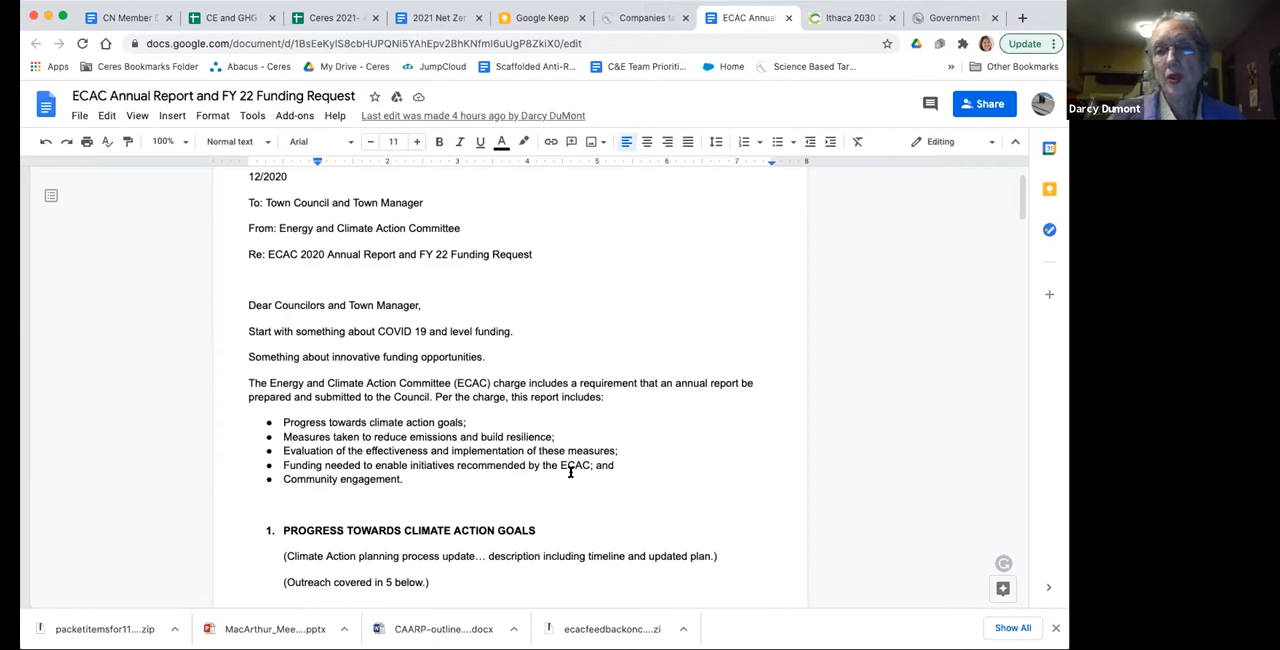 CN Member E
CE and GHG
Ceres 2021-
2021 Net Zer
Google Keep
Companies ta
ECAC Annual
Ithaca 2030 D
Government
docs.google.com/document/d/1BsEeKylS8cbHUPQNi5YAhEpv2BhKNfmI6uUgP8ZkiX0/edit
Update
Apps
Ceres Bookmarks Folder
Abacus - Ceres
My Drive - Ceres
JumpCloud
Scaffolded Anti-R...
C&E Team Prioriti...
Home
Science Based Tar...
»
Other Bookmarks
Darcy Dumont
ECAC Annual Report and FY 22 Funding Request
File Edit View Insert Format Tools Add-ons Help
Last edit was made 4 hours ago by Darcy DuMont
Share
100% Normal text Arial 11 B I U A Editing
2 3 4 5 6 7 8
12/2020
To: Town Council and Town Manager
From: Energy and Climate Action Committee
Re: ECAC 2020 Annual Report and FY 22 Funding Request
Dear Councilors and Town Manager,
Start with something about COVID 19 and level funding.
Something about innovative funding opportunities.
The Energy and Climate Action Committee (ECAC) charge includes a requirement that an annual report be
prepared and submitted to the Council. Per the charge, this report includes:
● Progress towards climate action goals;
● Measures taken to reduce emissions and build resilience;
● Evaluation of the effectiveness and implementation of these measures;
● Funding needed to enable initiatives recommended by the ECAC; and
● Community engagement.
1. PROGRESS TOWARDS CLIMATE ACTION GOALS
(Climate Action planning process update… description including timeline and updated plan.)
(Outreach covered in 5 below.)
packetitemsfor11....zip
MacArthur_Mee....pptx
CAARP-outline....docx
ecacfeedbackonc....zi
Show All